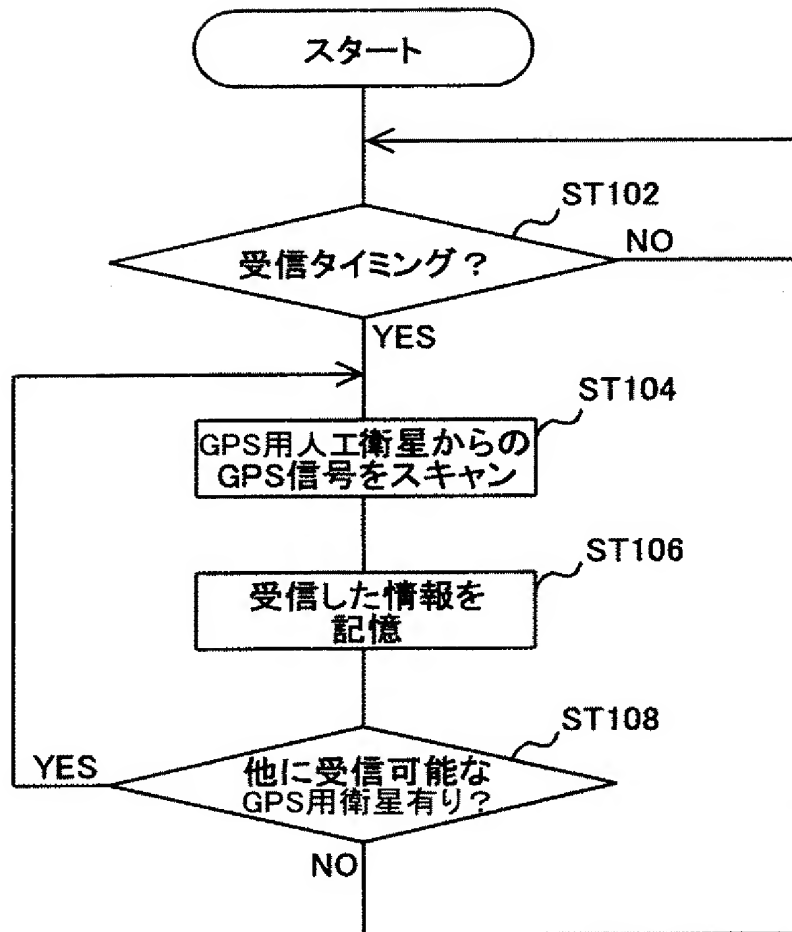 スタート
ST102
受信タイミング？
NO
YES
ST104
GPS用人工衛星からの
GPS信号をスキャン
ST106
受信した情報を
記憶
ST108
YES
他に受信可能な
GPS用衛星有り？
NO